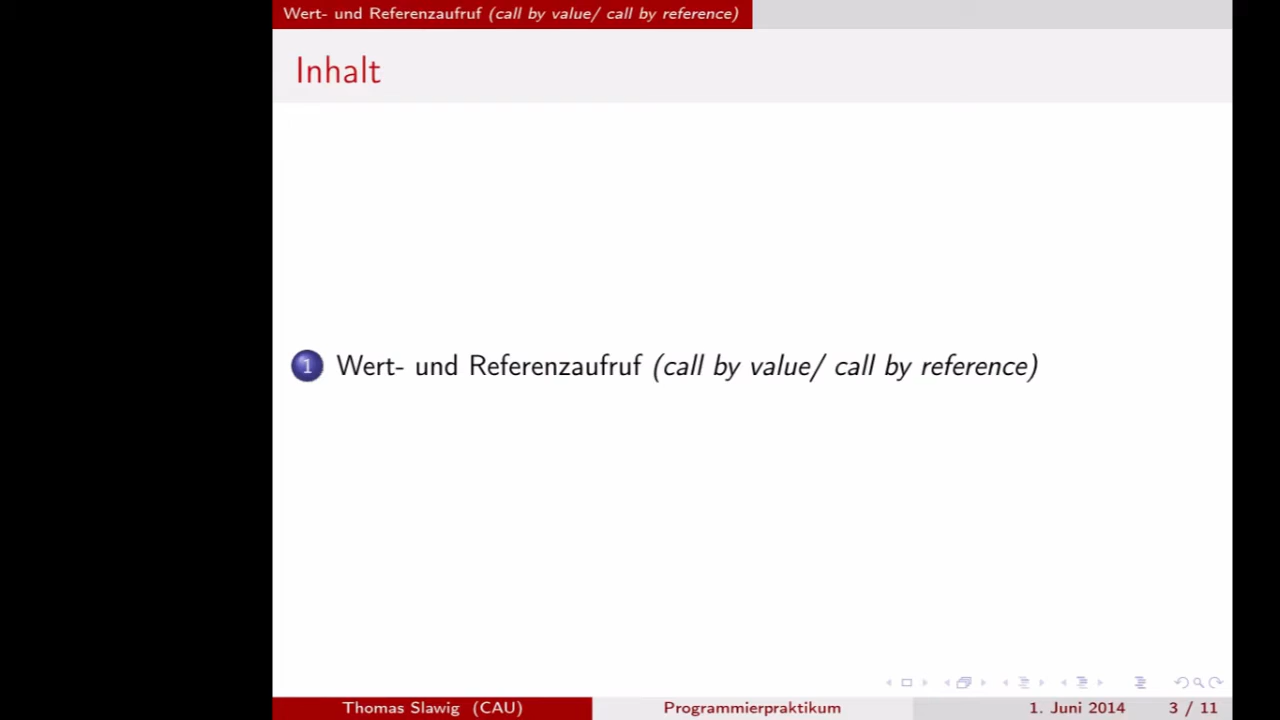 Wert- und Referenzaufruf (call by value/ call by reference)
Inhalt
1 Wert- und Referenzaufruf (call by value/ call by reference)
Thomas Slawig (CAU) Programmierpraktikum 1. Juni 2014 3 / 11